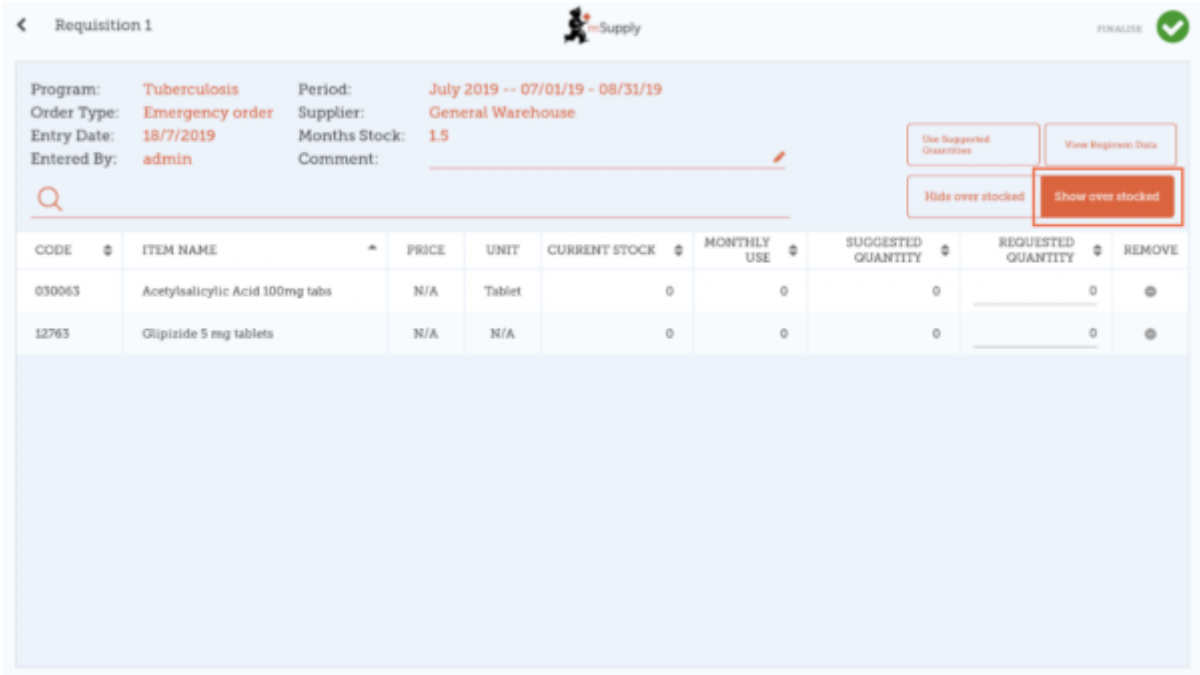 Requisition 1
mSupply
FINALISE
Program: Tuberculosis Period: July 2019 -- 07/01/19 - 08/31/19
Order Type: Emergency order Supplier: General Warehouse
Entry Date: 18/7/2019 Months Stock: 1.5
Entered By: admin Comment:
Use Suggested
Quantities
View Regimen Data
Hide over stocked Show over stocked
CODE ITEM NAME PRICE UNIT CURRENT STOCK MONTHLY USE SUGGESTED QUANTITY REQUESTED QUANTITY REMOVE
030063 Acetylsalicylic Acid 100mg tabs N/A Tablet 0 0 0 0
12763 Glipizide 5 mg tablets N/A N/A 0 0 0 0